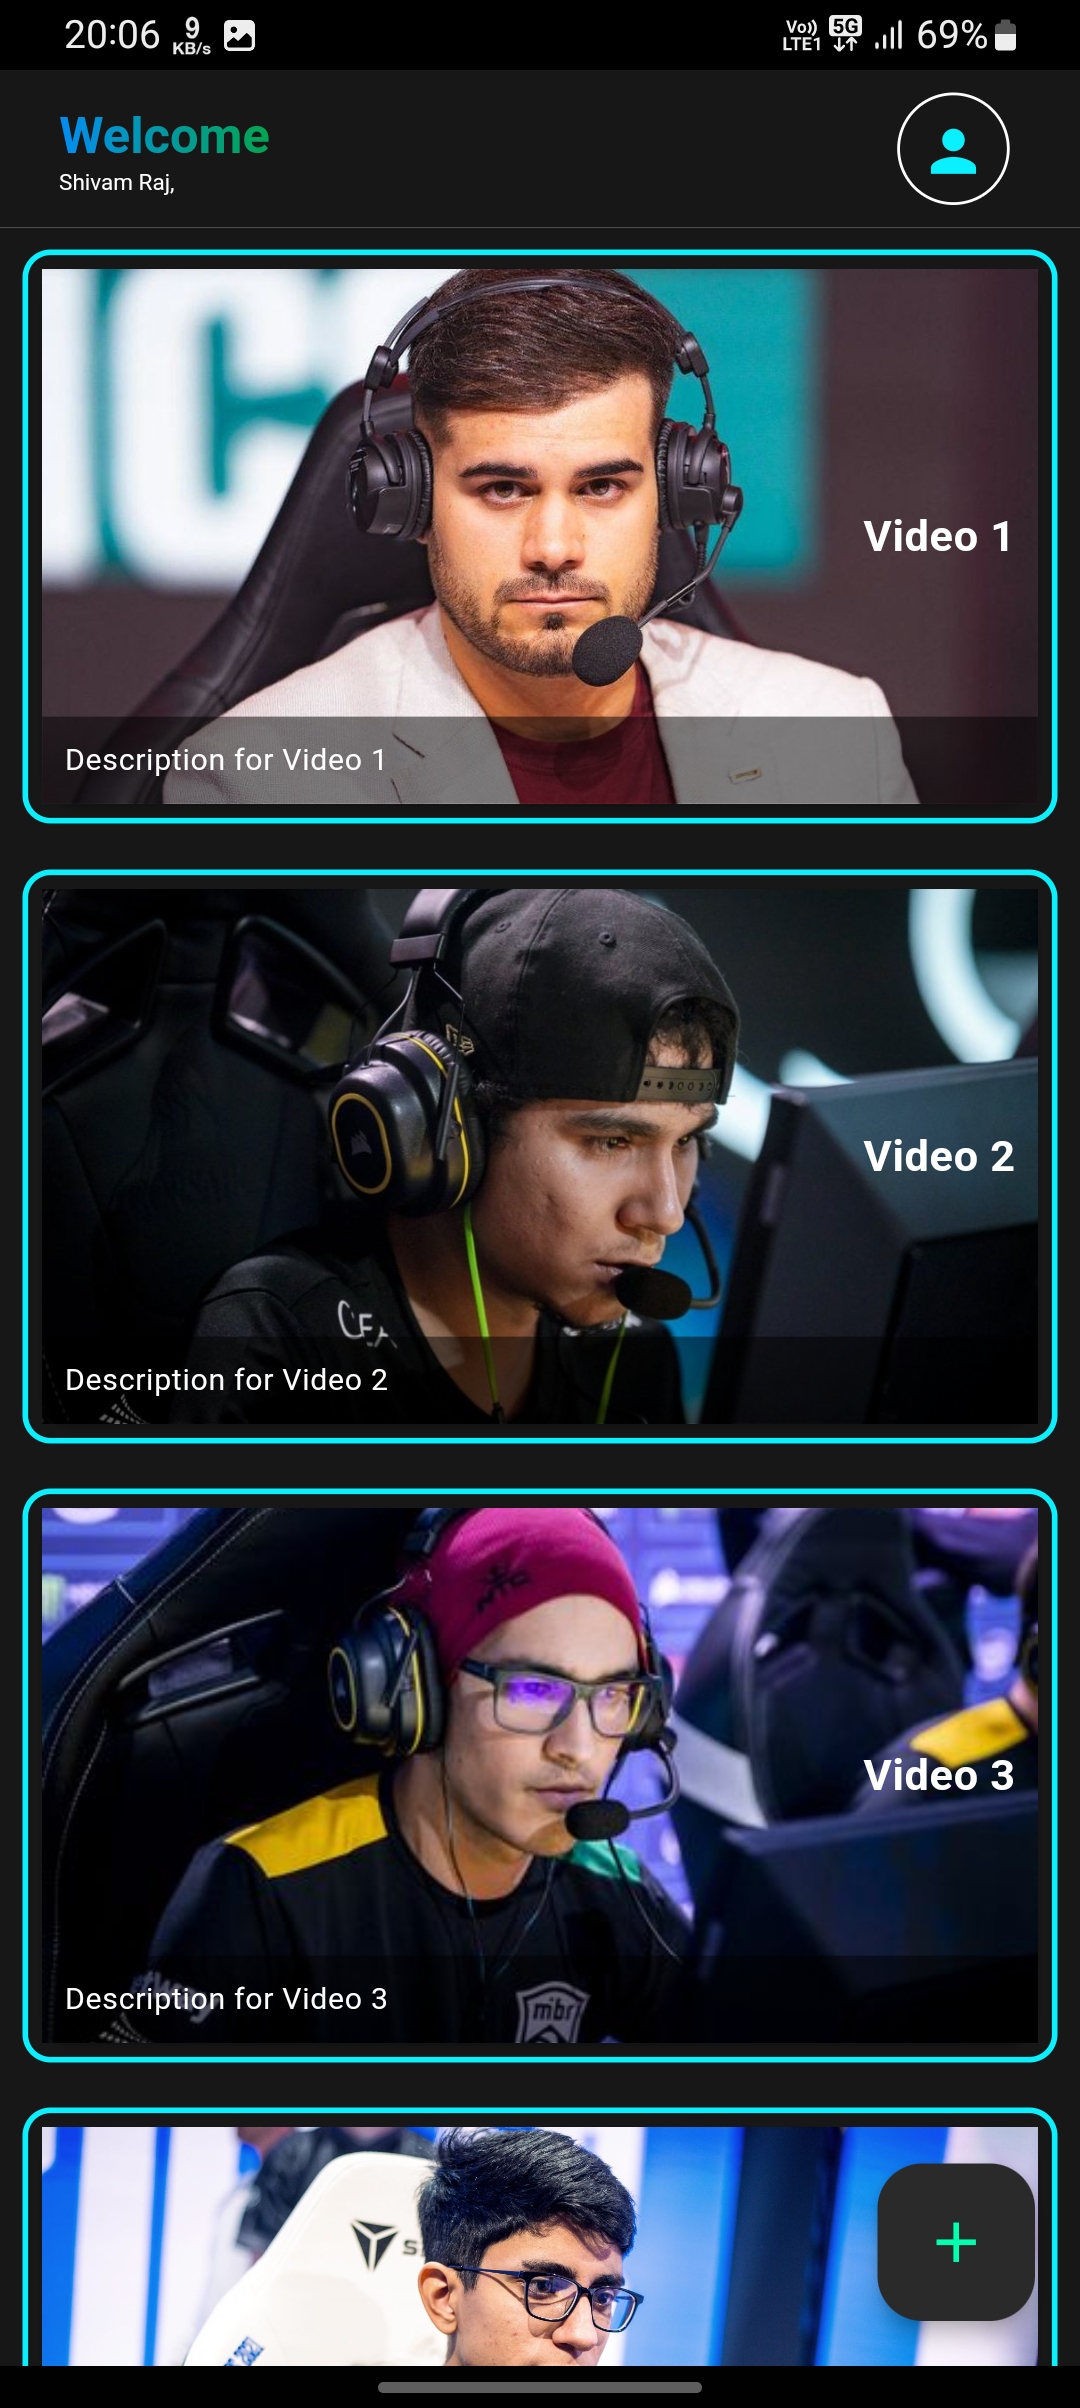 20:06 9 KB/s Vo)) LTE1 5G 69%
Welcome
Shivam Raj,
Video 1
Description for Video 1
Video 2
Description for Video 2
Video 3
mbr
Description for Video 3